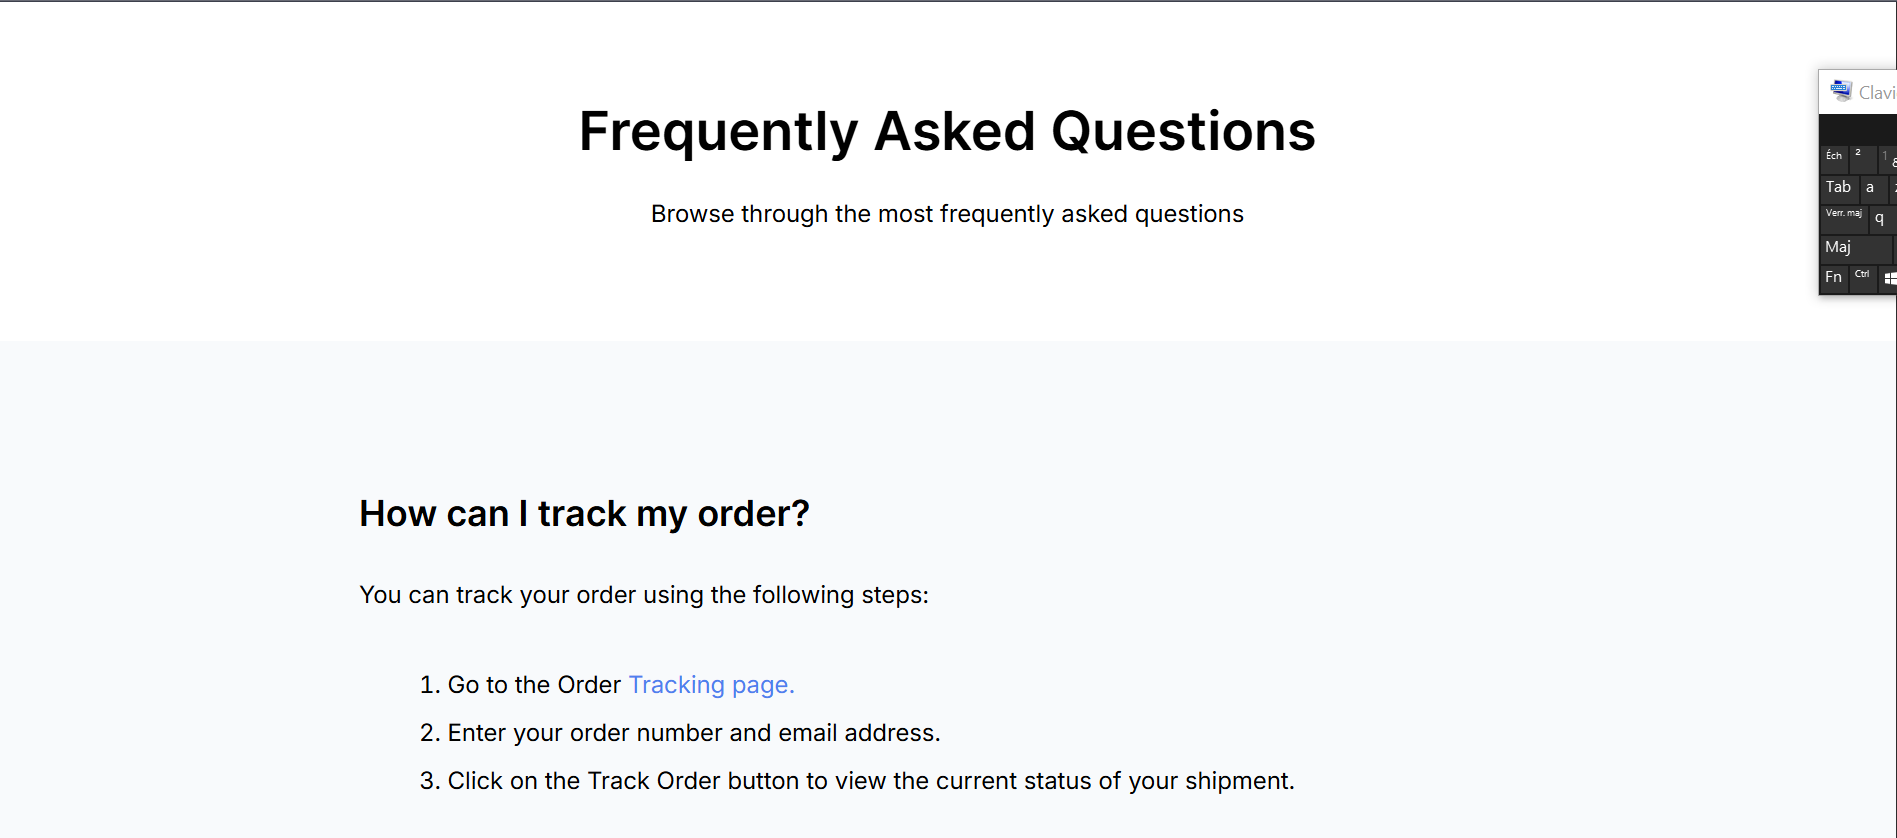 Frequently Asked Questions
Browse through the most frequently asked questions
How can I track my order?
You can track your order using the following steps:
1. Go to the Order Tracking page.
2. Enter your order number and email address.
3. Click on the Track Order button to view the current status of your shipment.
Clavi
Éch 2 1 &
Tab a
Verr. maj q
Maj
Fn Ctrl